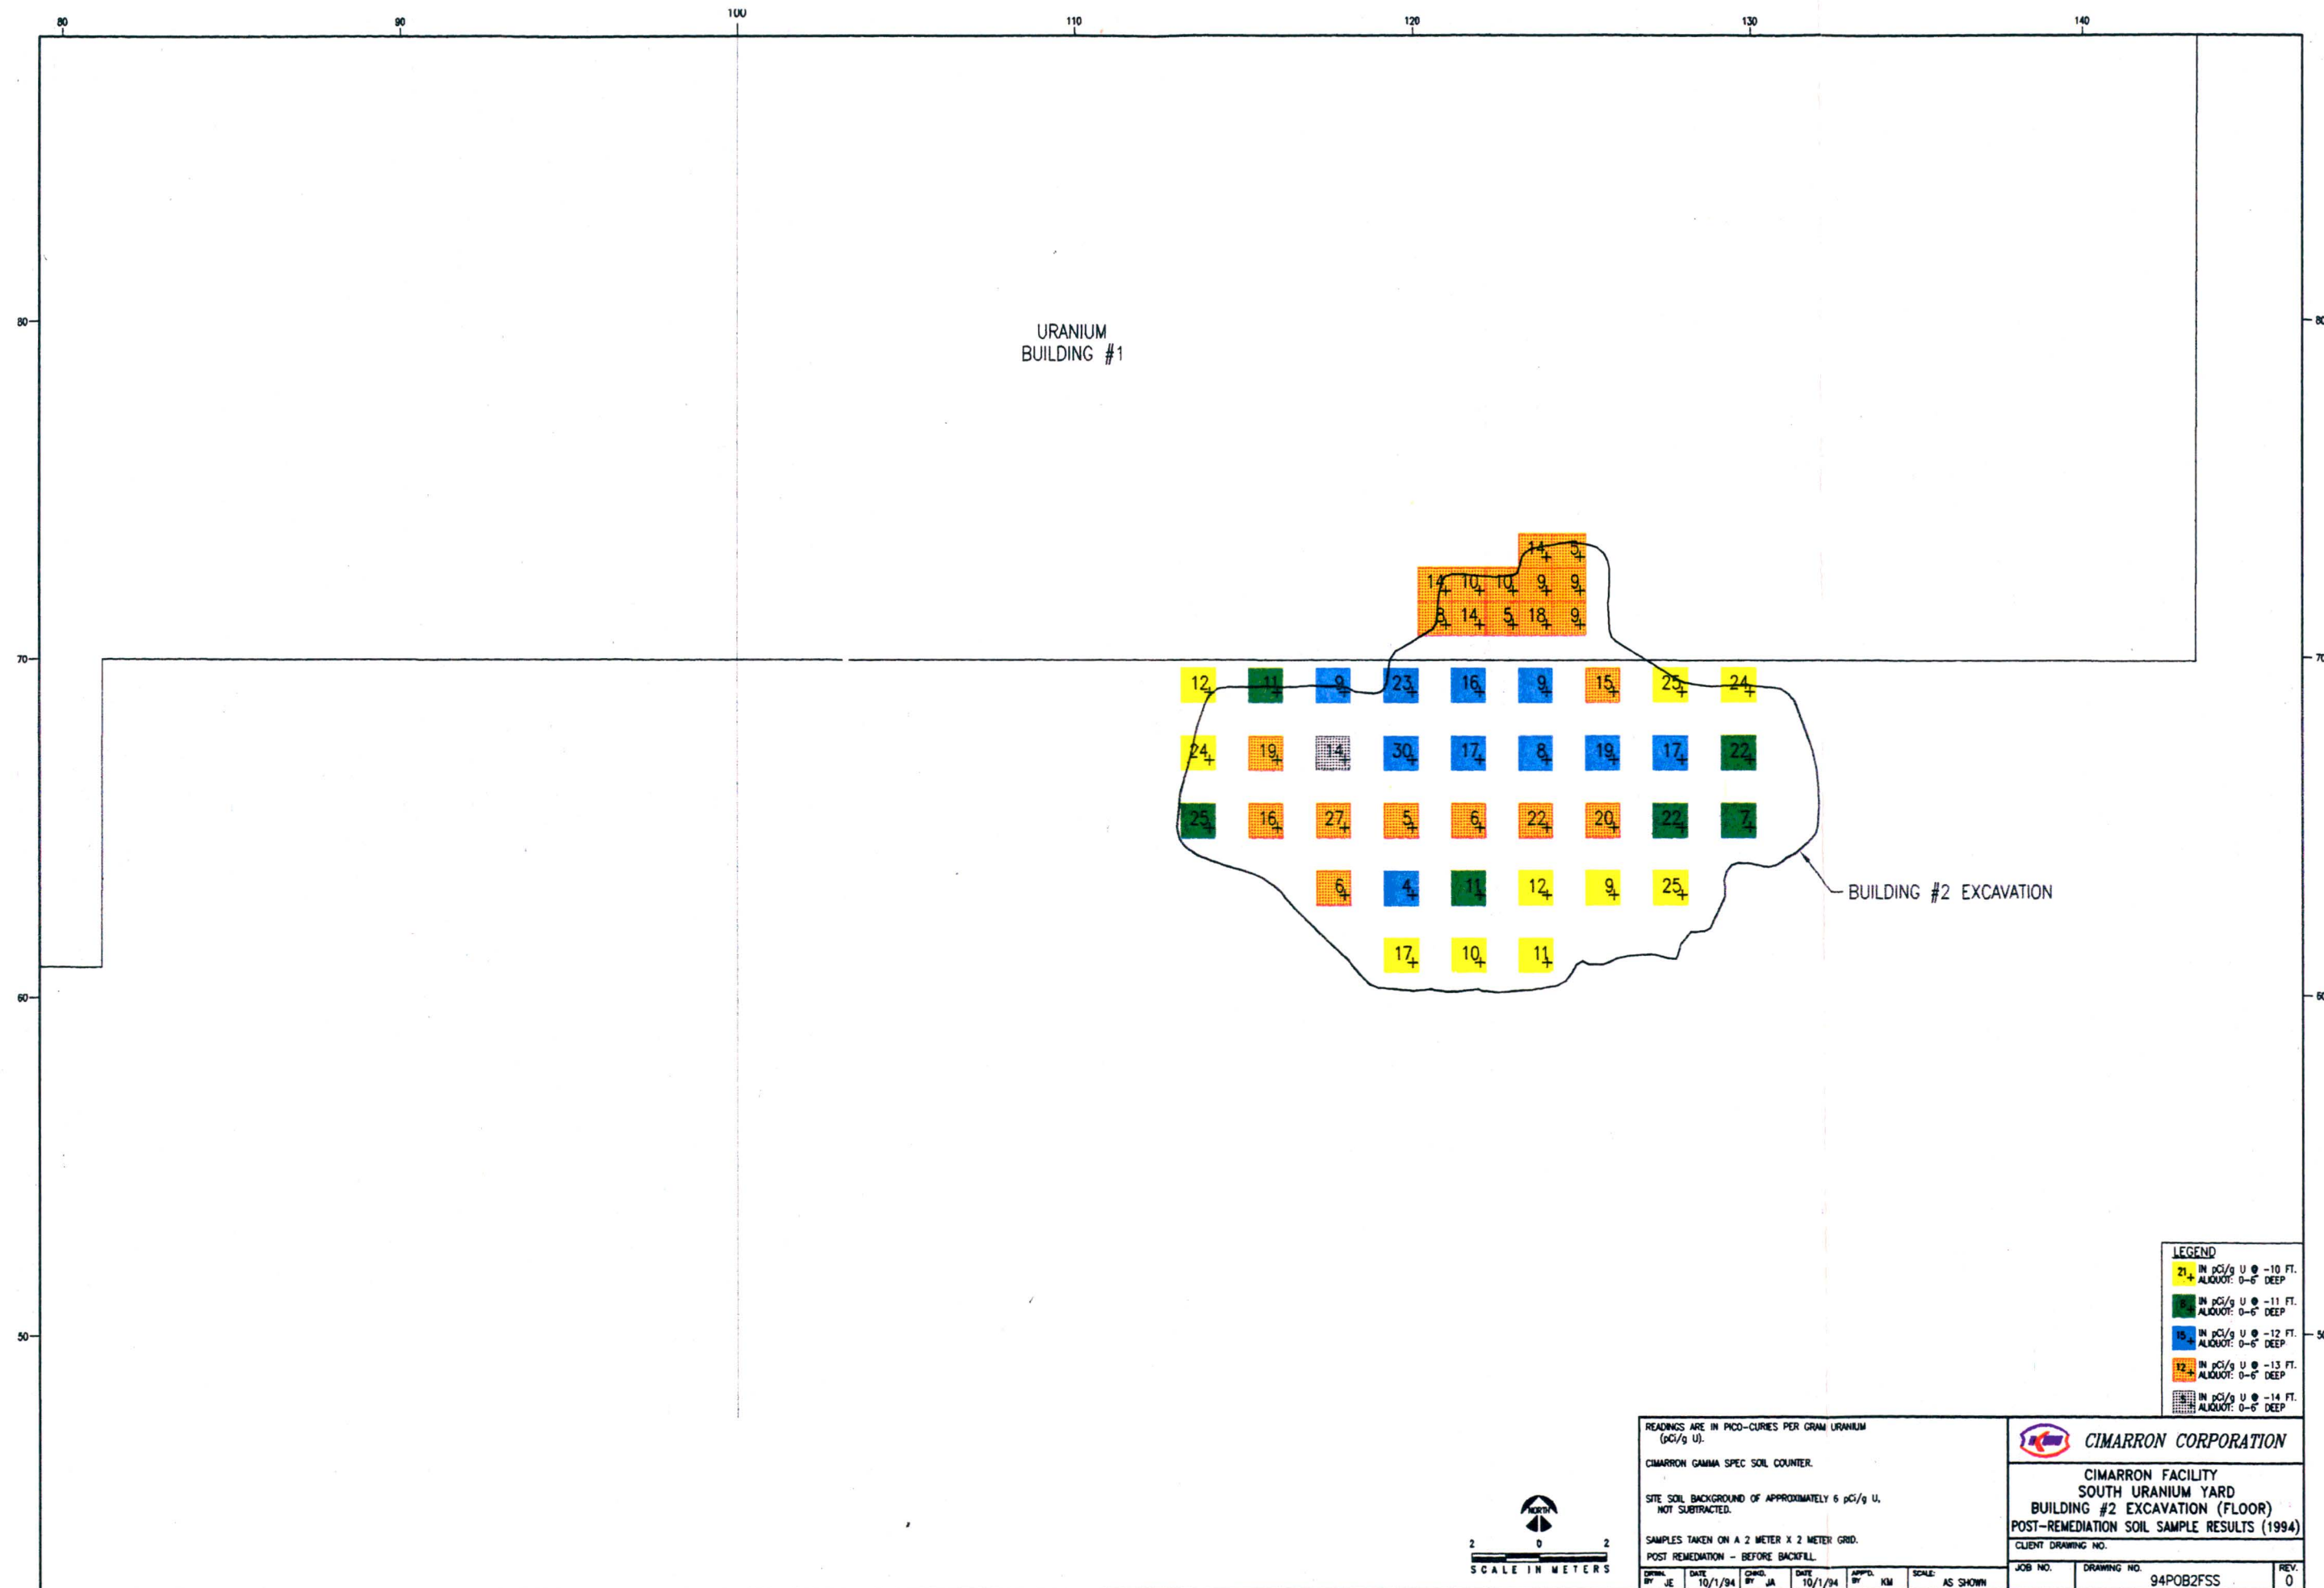 80 90 100 110 120 130 140
80 80
URANIUM
BUILDING #1
14 5
14 10 10 9 9
8 14 5 18 9
70 70
12 11 9 23 16 9 15 25 24
24 19 14 30 17 8 19 17 22
25 16 27 5 6 22 20 22 7
6 4 11 12 9 25
BUILDING #2 EXCAVATION
17 10 11
60 60
50 50
LEGEND
21 IN pCi/g U @ -10 FT.
ALIQUOT: 0-6" DEEP
IN pCi/g U @ -11 FT.
ALIQUOT: 0-6" DEEP
15 IN pCi/g U @ -12 FT.
ALIQUOT: 0-6" DEEP
12 IN pCi/g U @ -13 FT.
ALIQUOT: 0-6" DEEP
IN pCi/g U @ -14 FT.
ALIQUOT: 0-6" DEEP
READINGS ARE IN PICO-CURIES PER GRAM URANIUM
(pCi/g U).
CIMARRON GAMMA SPEC SOIL COUNTER.
SITE SOIL BACKGROUND OF APPROXIMATELY 6 pCi/g U,
NOT SUBTRACTED.
SAMPLES TAKEN ON A 2 METER X 2 METER GRID.
POST REMEDIATION - BEFORE BACKFILL.
NORTH
2 0 2
SCALE IN METERS
CIMARRON CORPORATION
CIMARRON FACILITY
SOUTH URANIUM YARD
BUILDING #2 EXCAVATION (FLOOR)
POST-REMEDIATION SOIL SAMPLE RESULTS (1994)
CLIENT DRAWING NO.
DRWN. BY JE DATE 10/1/94 CHKD. BY JA DATE 10/1/94 APP'D. BY KM SCALE: AS SHOWN
JOB NO. DRAWING NO. 94POB2FSS REV. 0